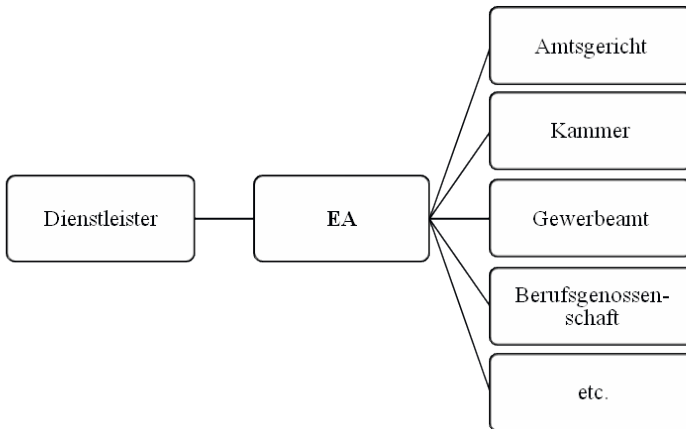 Amtsgericht
Kammer
Dienstleister
EA
Gewerbeamt
Berufsgenossen-
schaft
etc.